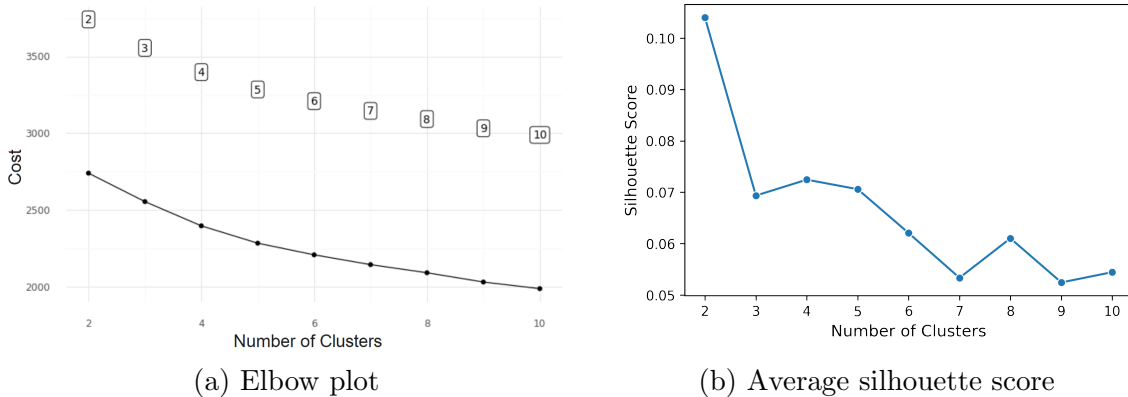 2
3
4
5
6
7
8
9
10
3500
3000
2500
2000
Cost
2 4 6 8 10
Number of Clusters
(a) Elbow plot
0.10
0.09
0.08
0.07
0.06
0.05
Silhouette Score
2 3 4 5 6 7 8 9 10
Number of Clusters
(b) Average silhouette score